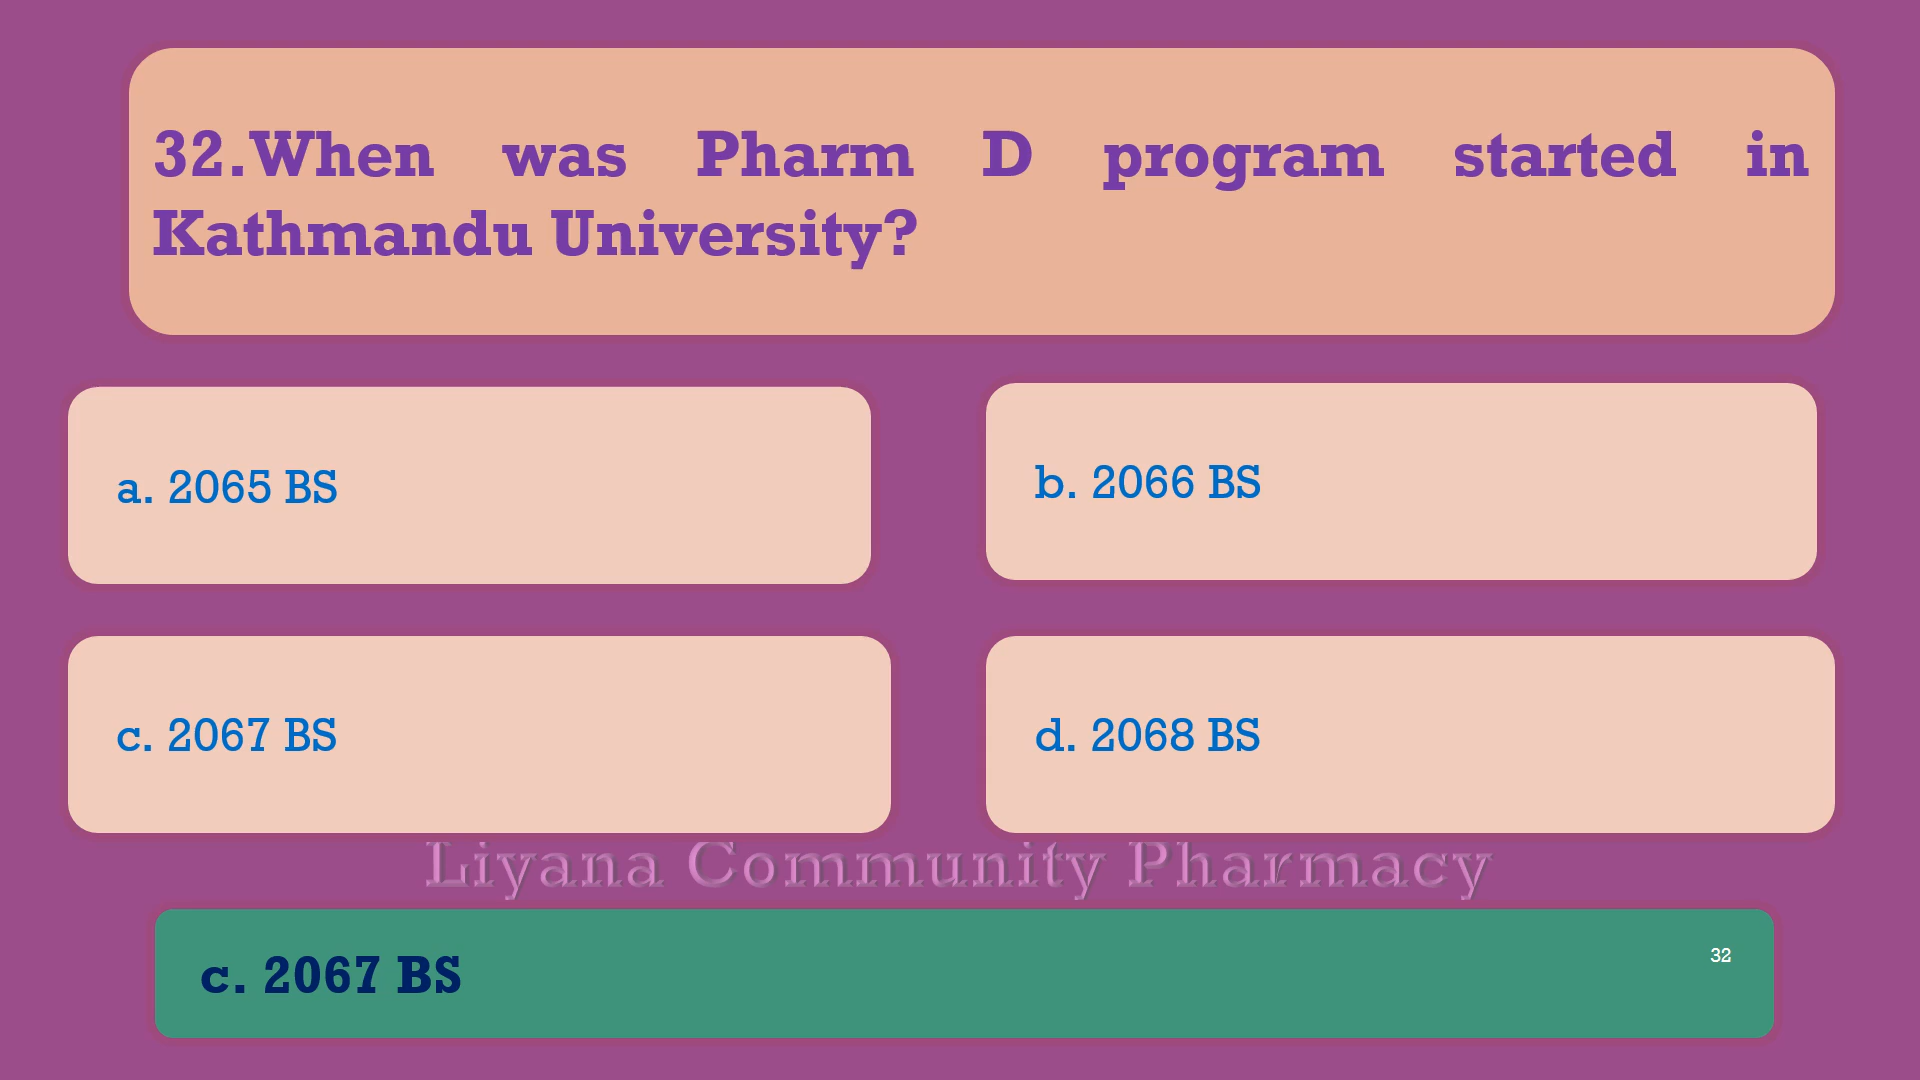 32.When was Pharm D program started in
Kathmandu University?
a. 2065 BS
b. 2066 BS
c. 2067 BS
d. 2068 BS
Liyana Community Pharmacy
c. 2067 BS
32